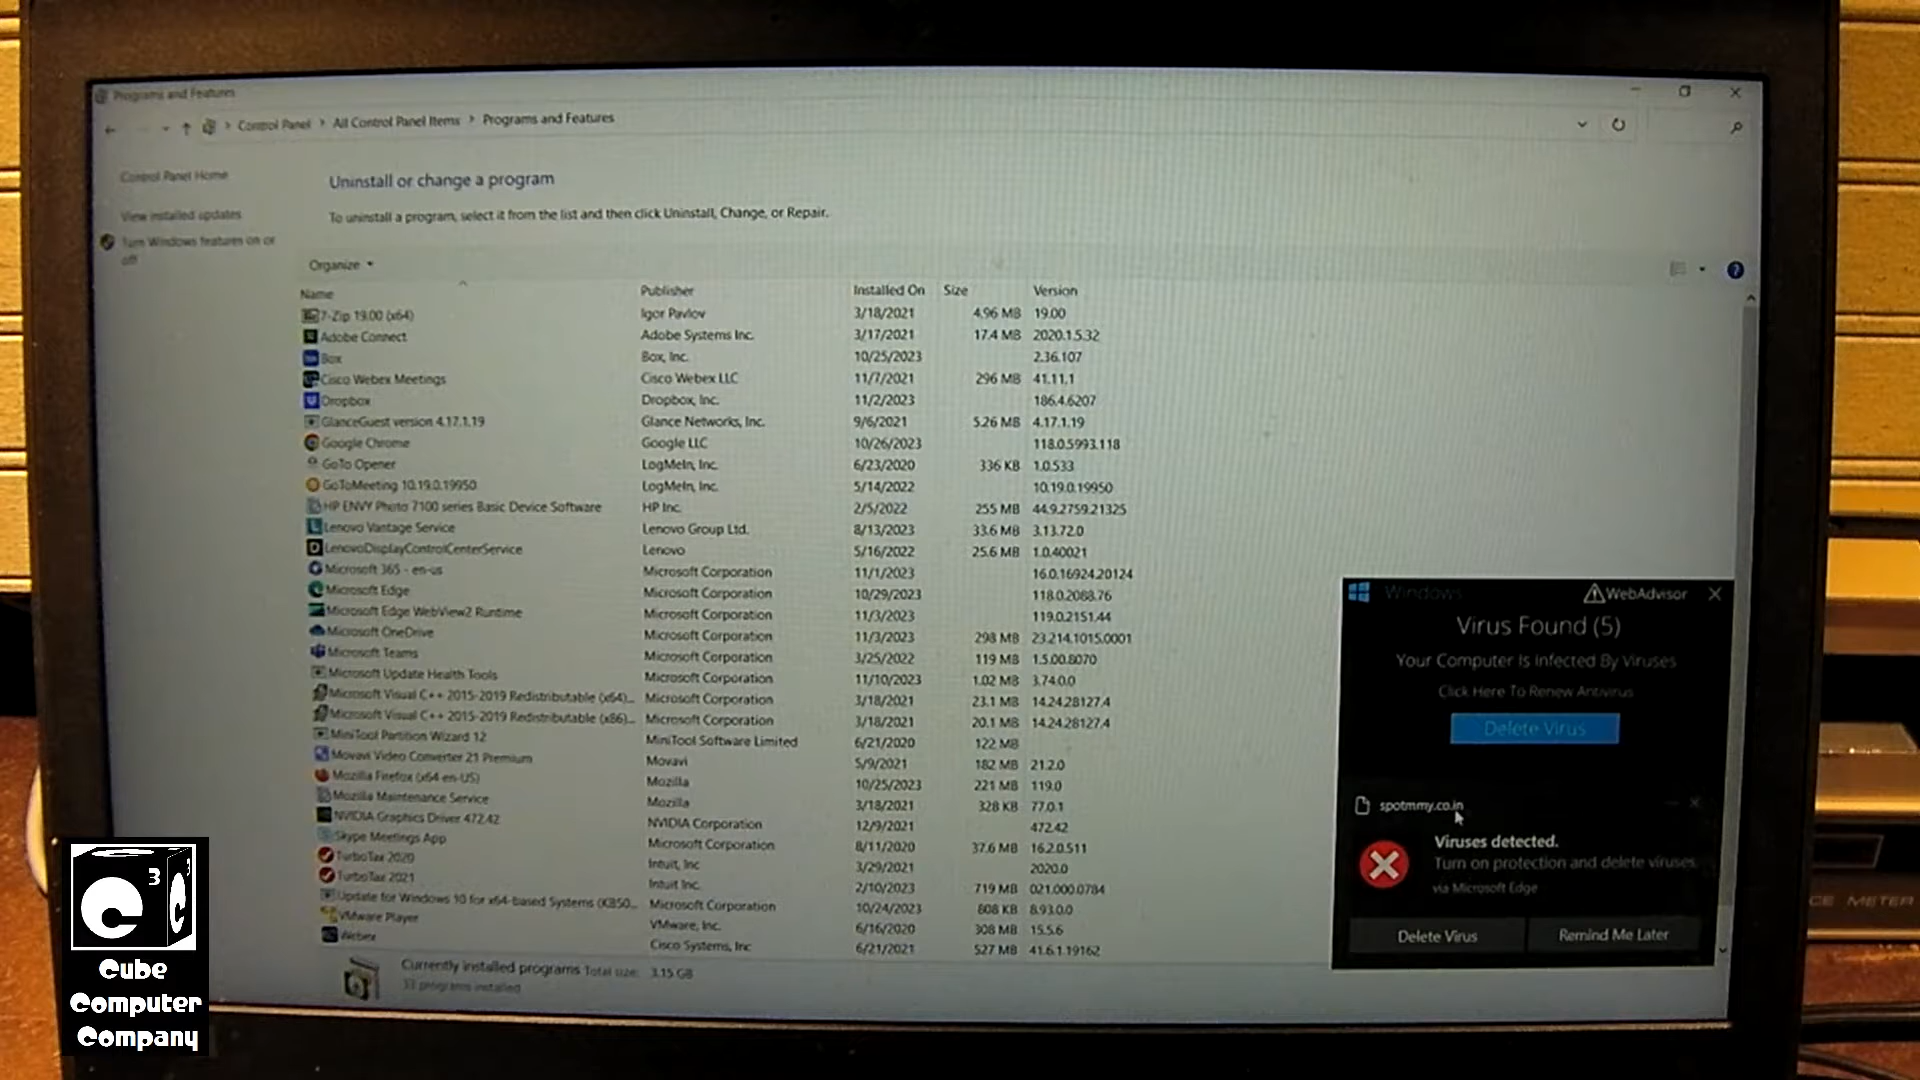 Programs and Features
Control Panel > All Control Panel Items > Programs and Features
Control Panel Home
View installed updates
Turn Windows features on or
off
Uninstall or change a program
To uninstall a program, select it from the list and then click Uninstall, Change, or Repair.
Organize
Name Publisher Installed On Size Version
7-Zip 19.00 (x64) Igor Pavlov 3/18/2021 4.96 MB 19.00
Adobe Connect Adobe Systems Inc. 3/17/2021 17.4 MB 2020.1.5.32
Box Box, Inc. 10/25/2023 2.36.107
Cisco Webex Meetings Cisco Webex LLC 11/7/2021 296 MB 41.11.1
Dropbox Dropbox, Inc. 11/2/2023 186.4.6207
GlanceGuest version 4.17.1.19 Glance Networks, Inc. 9/6/2021 5.26 MB 4.17.1.19
Google Chrome Google LLC 10/26/2023 118.0.5993.118
GoTo Opener LogMeIn, Inc. 6/23/2020 336 KB 1.0.533
GoToMeeting 10.19.0.19950 LogMeIn, Inc. 5/14/2022 10.19.0.19950
HP ENVY Photo 7100 series Basic Device Software HP Inc. 2/5/2022 255 MB 44.9.2759.21325
Lenovo Vantage Service Lenovo Group Ltd. 8/13/2023 33.6 MB 3.13.72.0
LenovoDisplayControlCenterService Lenovo 5/16/2022 25.6 MB 1.0.40021
Microsoft 365 - en-us Microsoft Corporation 11/1/2023 16.0.16924.20124
Microsoft Edge Microsoft Corporation 10/29/2023 118.0.2088.76
Microsoft Edge WebView2 Runtime Microsoft Corporation 11/3/2023 119.0.2151.44
Microsoft OneDrive Microsoft Corporation 11/3/2023 298 MB 23.214.1015.0001
Microsoft Teams Microsoft Corporation 3/25/2022 119 MB 1.5.00.8070
Microsoft Update Health Tools Microsoft Corporation 11/10/2023 1.02 MB 3.74.0.0
Microsoft Visual C++ 2015-2019 Redistributable (x64)... Microsoft Corporation 3/18/2021 23.1 MB 14.24.28127.4
Microsoft Visual C++ 2015-2019 Redistributable (x86)... Microsoft Corporation 3/18/2021 20.1 MB 14.24.28127.4
MiniTool Partition Wizard 12 MiniTool Software Limited 6/21/2020 122 MB
Movavi Video Converter 21 Premium Movavi 5/9/2021 182 MB 21.2.0
Mozilla Firefox (x64 en-US) Mozilla 10/25/2023 221 MB 119.0
Mozilla Maintenance Service Mozilla 3/18/2021 328 KB 77.0.1
NVIDIA Graphics Driver 472.42 NVIDIA Corporation 12/9/2021 472.42
Skype Meetings App Microsoft Corporation 8/11/2020 37.6 MB 16.2.0.511
TurboTax 2020 Intuit, Inc 3/29/2021 2020.0
TurboTax 2021 Intuit Inc. 2/10/2023 719 MB 021.000.0784
Update for Windows 10 for x64-based Systems (KB50... Microsoft Corporation 10/24/2023 808 KB 8.93.0.0
VMware Player VMware, Inc. 6/16/2020 308 MB 15.5.6
Webex Cisco Systems, Inc 6/21/2021 527 MB 41.6.1.19162
Currently installed programs Total size: 3.15 GB
33 programs installed
Windows WebAdvisor
Virus Found (5)
Your Computer Is Infected By Viruses
Click Here To Renew Antivirus
Delete Virus
spotmmy.co.in
Viruses detected.
Turn on protection and delete viruses.
via Microsoft Edge
Delete Virus Remind Me Later
CE METER
C 3 C 3
Cube
Computer
Company